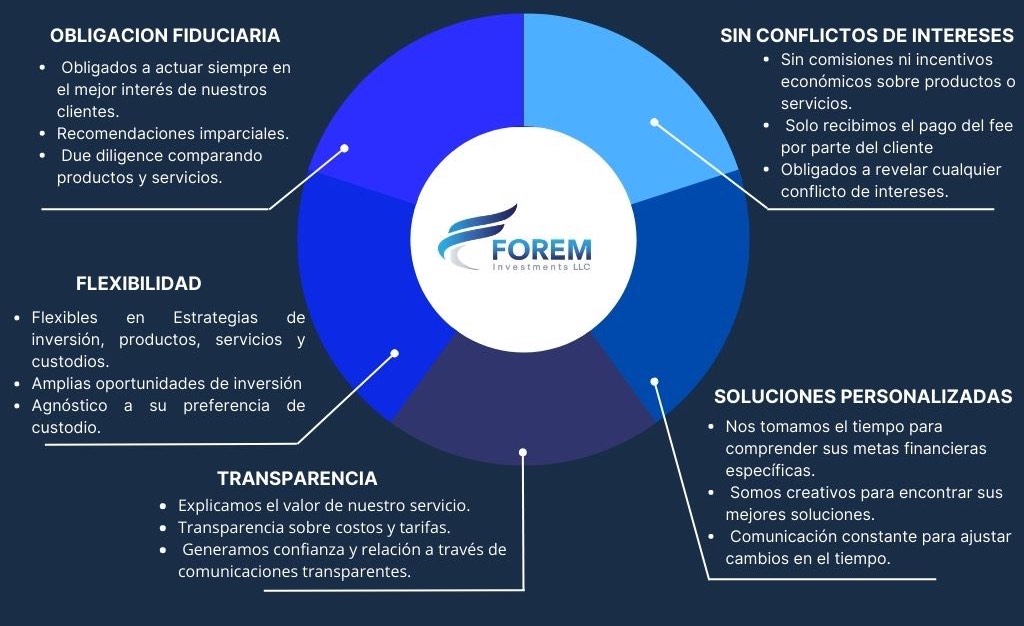 OBLIGACION FIDUCIARIA
• Obligados a actuar siempre en
el mejor interés de nuestros
clientes.
• Recomendaciones imparciales.
• Due diligence comparando
productos y servicios.
SIN CONFLICTOS DE INTERESES
• Sin comisiones ni incentivos
económicos sobre productos o
servicios.
• Solo recibimos el pago del fee
por parte del cliente
• Obligados a revelar cualquier
conflicto de intereses.
FOREM
Investments LLC
FLEXIBILIDAD
• Flexibles en Estrategias de
inversión, productos, servicios y
custodios.
• Amplias oportunidades de inversión
• Agnóstico a su preferencia de
custodio.
SOLUCIONES PERSONALIZADAS
• Nos tomamos el tiempo para
comprender sus metas financieras
específicas.
• Somos creativos para encontrar sus
mejores soluciones.
• Comunicación constante para ajustar
cambios en el tiempo.
TRANSPARENCIA
• Explicamos el valor de nuestro servicio.
• Transparencia sobre costos y tarifas.
• Generamos confianza y relación a través de
comunicaciones transparentes.